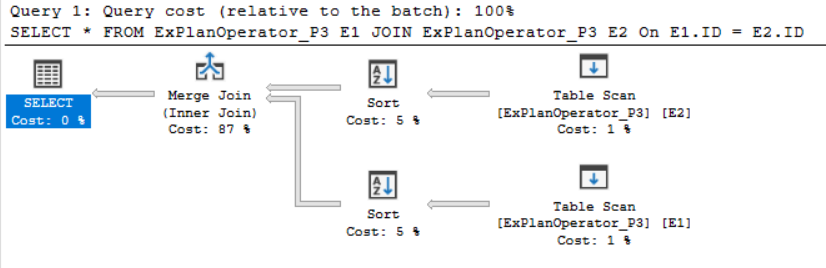 Query 1: Query cost (relative to the batch): 100%
SELECT * FROM ExPlanOperator_P3 E1 JOIN ExPlanOperator_P3 E2 On E1.ID = E2.ID
SELECT
Cost: 0 %
Merge Join
(Inner Join)
Cost: 87 %
Sort
Cost: 5 %
Table Scan
[ExPlanOperator_P3] [E2]
Cost: 1 %
Sort
Cost: 5 %
Table Scan
[ExPlanOperator_P3] [E1]
Cost: 1 %